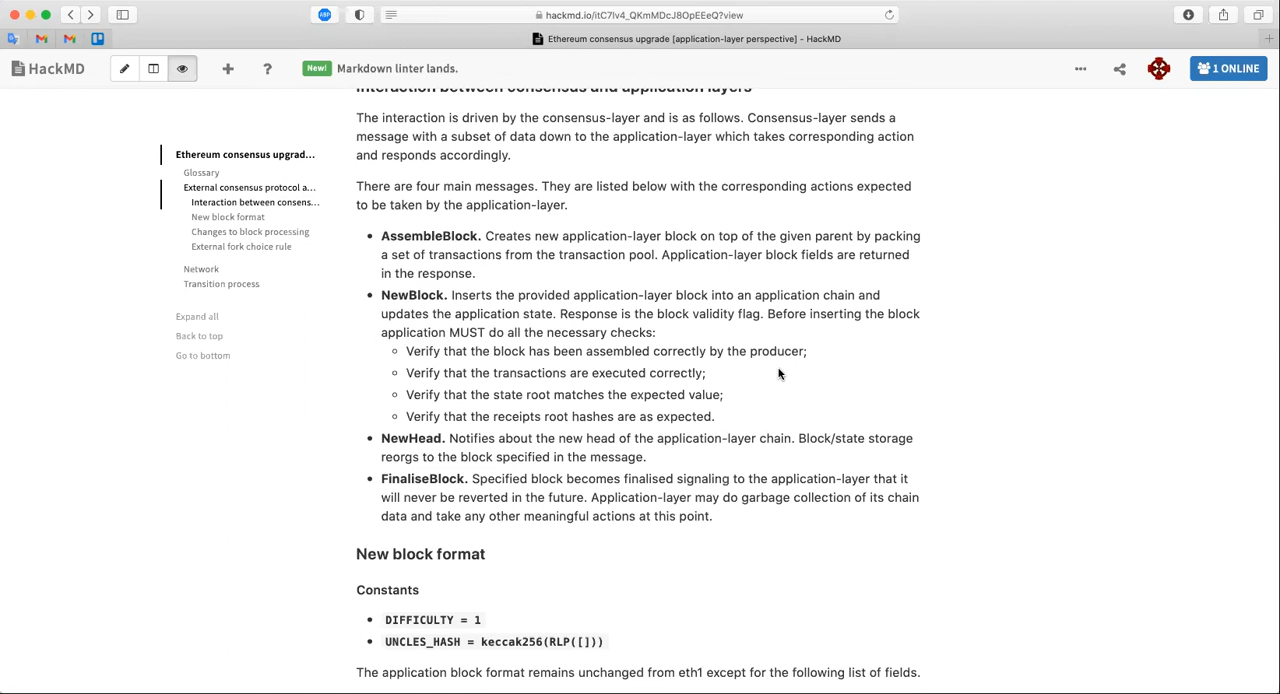 hackmd.io/itC7lv4_QKmMDcJ8OpEEeQ?view
ABP
Ethereum consensus upgrade [application-layer perspective] - HackMD
HackMD
New!
Markdown linter lands.
1 ONLINE
Ethereum consensus upgrad...
Glossary
External consensus protocol a...
Interaction between consens...
New block format
Changes to block processing
External fork choice rule
Network
Transition process
Expand all
Back to top
Go to bottom
Interaction between consensus and application layers
The interaction is driven by the consensus-layer and is as follows. Consensus-layer sends a
message with a subset of data down to the application-layer which takes corresponding action
and responds accordingly.
There are four main messages. They are listed below with the corresponding actions expected
to be taken by the application-layer.
• AssembleBlock. Creates new application-layer block on top of the given parent by packing
a set of transactions from the transaction pool. Application-layer block fields are returned
in the response.
• NewBlock. Inserts the provided application-layer block into an application chain and
updates the application state. Response is the block validity flag. Before inserting the block
application MUST do all the necessary checks:
◦ Verify that the block has been assembled correctly by the producer;
◦ Verify that the transactions are executed correctly;
◦ Verify that the state root matches the expected value;
◦ Verify that the receipts root hashes are as expected.
• NewHead. Notifies about the new head of the application-layer chain. Block/state storage
reorgs to the block specified in the message.
• FinaliseBlock. Specified block becomes finalised signaling to the application-layer that it
will never be reverted in the future. Application-layer may do garbage collection of its chain
data and take any other meaningful actions at this point.
New block format
Constants
• DIFFICULTY = 1
• UNCLES_HASH = keccak256(RLP([]))
The application block format remains unchanged from eth1 except for the following list of fields.